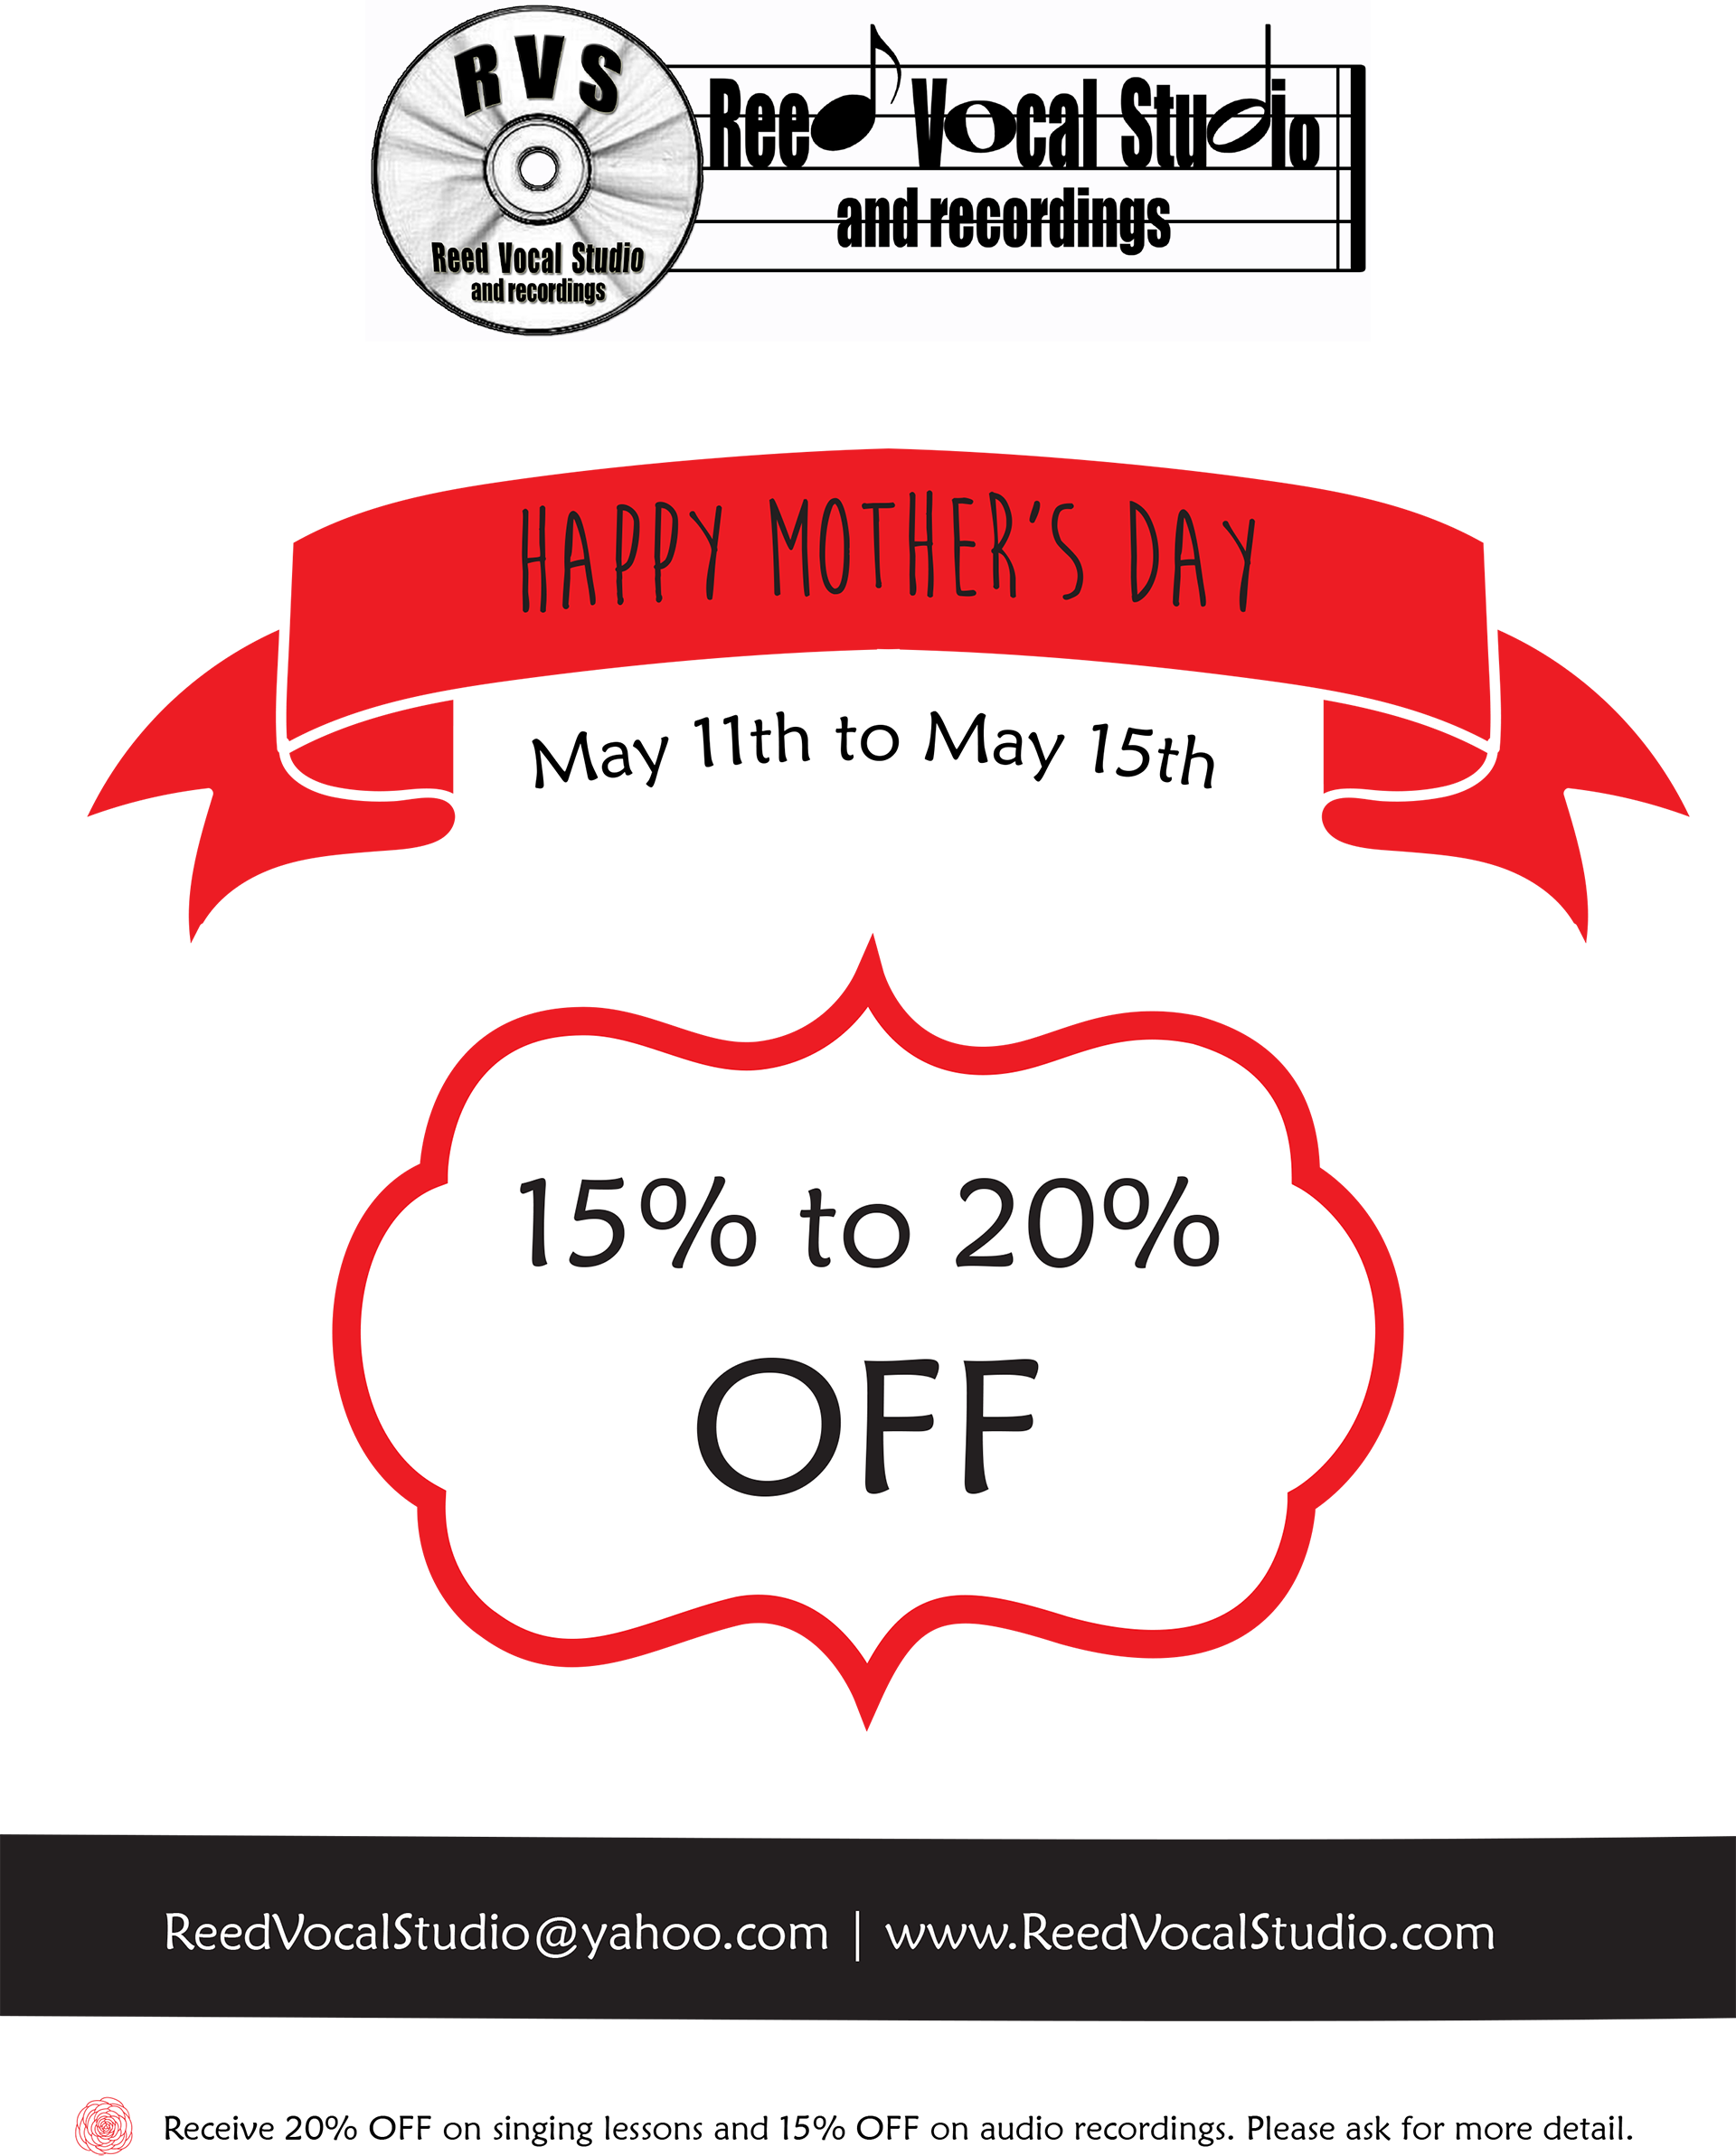 RVS
Reed Vocal Studio
and recordings
Reed Vocal Studio
and recordings
HAPPY MOTHER'S DAY
May 11th to May 15th
15% to 20%
OFF
ReedVocalStudio@yahoo.com | www.ReedVocalStudio.com
Receive 20% OFF on singing lessons and 15% OFF on audio recordings. Please ask for more detail.